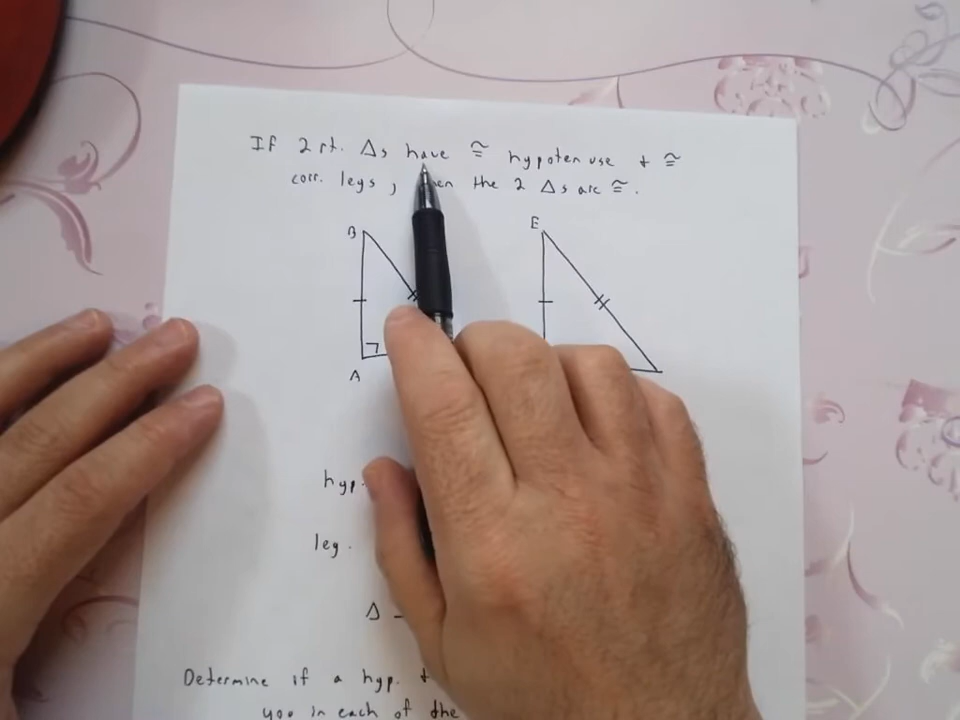 If 2 rt. Δs have ≅ hypotenuse + ≅
corr. legs, then the 2 Δs are ≅.
B
E
A
hyp.
leg.
Δ –
Determine if a hyp. +
you in each of the